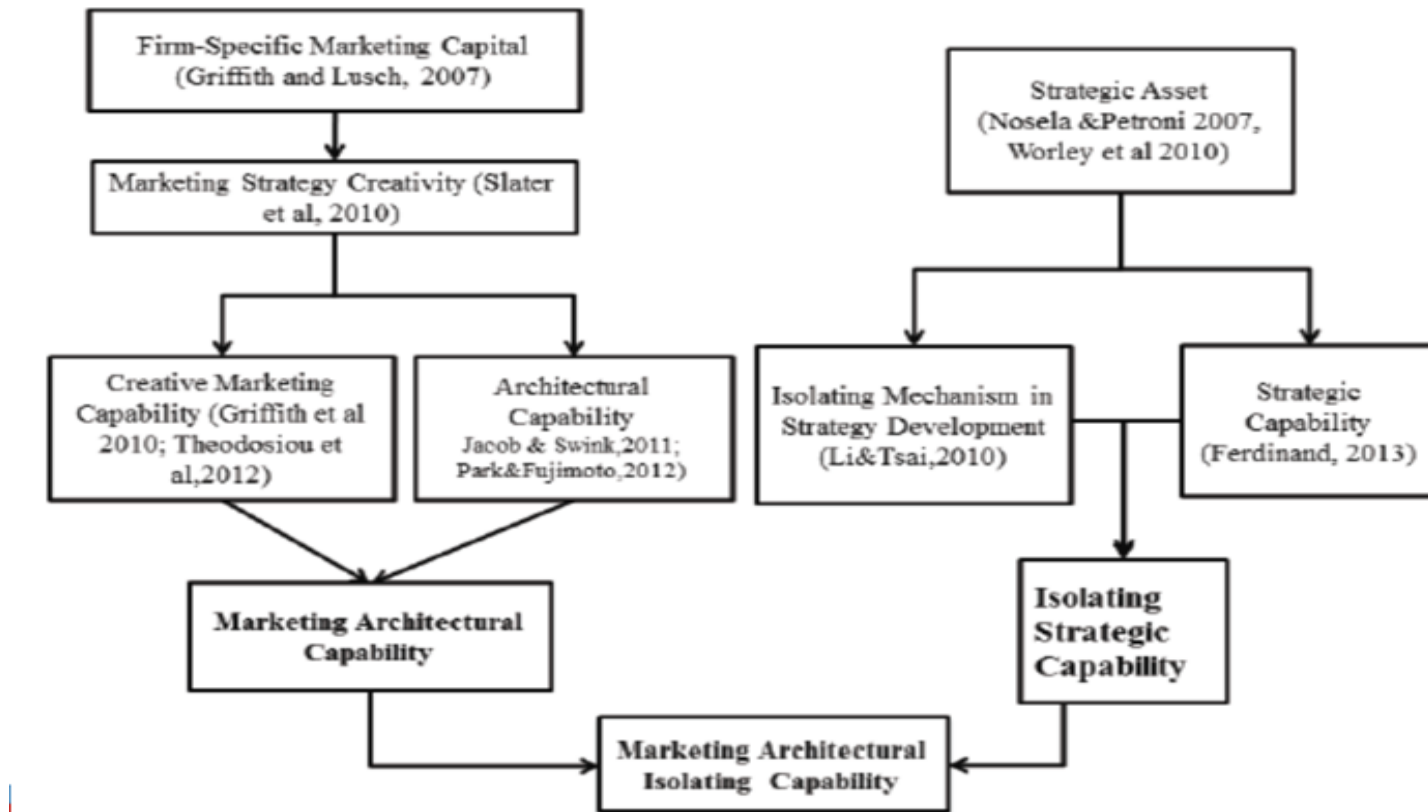 Firm-Specific Marketing Capital
(Griffith and Lusch, 2007)
Marketing Strategy Creativity (Slater
et al, 2010)
Creative Marketing
Capability (Griffith et al
2010; Theodosiou et
al,2012)
Architectural
Capability
Jacob & Swink,2011;
Park&Fujimoto,2012)
Marketing Architectural
Capability
Strategic Asset
(Nosela &Petroni 2007,
Worley et al 2010)
Isolating Mechanism in
Strategy Development
(Li&Tsai,2010)
Strategic
Capability
(Ferdinand, 2013)
Isolating
Strategic
Capability
Marketing Architectural
Isolating Capability